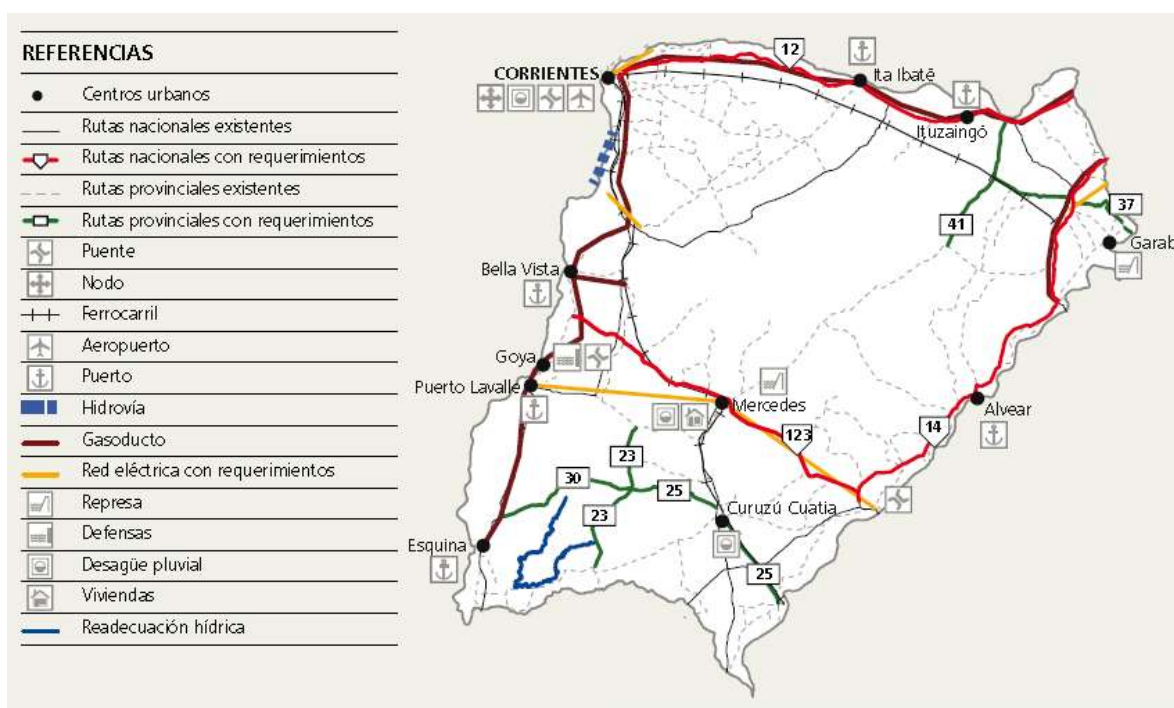 REFERENCIAS
Centros urbanos
Rutas nacionales existentes
Rutas nacionales con requerimientos
Rutas provinciales existentes
Rutas provinciales con requerimientos
Puente
Nodo
Ferrocarril
Aeropuerto
Puerto
Hidrovía
Gasoducto
Red eléctrica con requerimientos
Represa
Defensas
Desagüe pluvial
Viviendas
Readecuación hídrica
12
CORRIENTES
Ita Ibatê
Ituzaingó
37
41
Garab
Bella Vista
Goya
Puerto Lavalle
Mercedes
Alvear
123
14
23
30
25
23
Curuzú Cuatia
Esquina
25